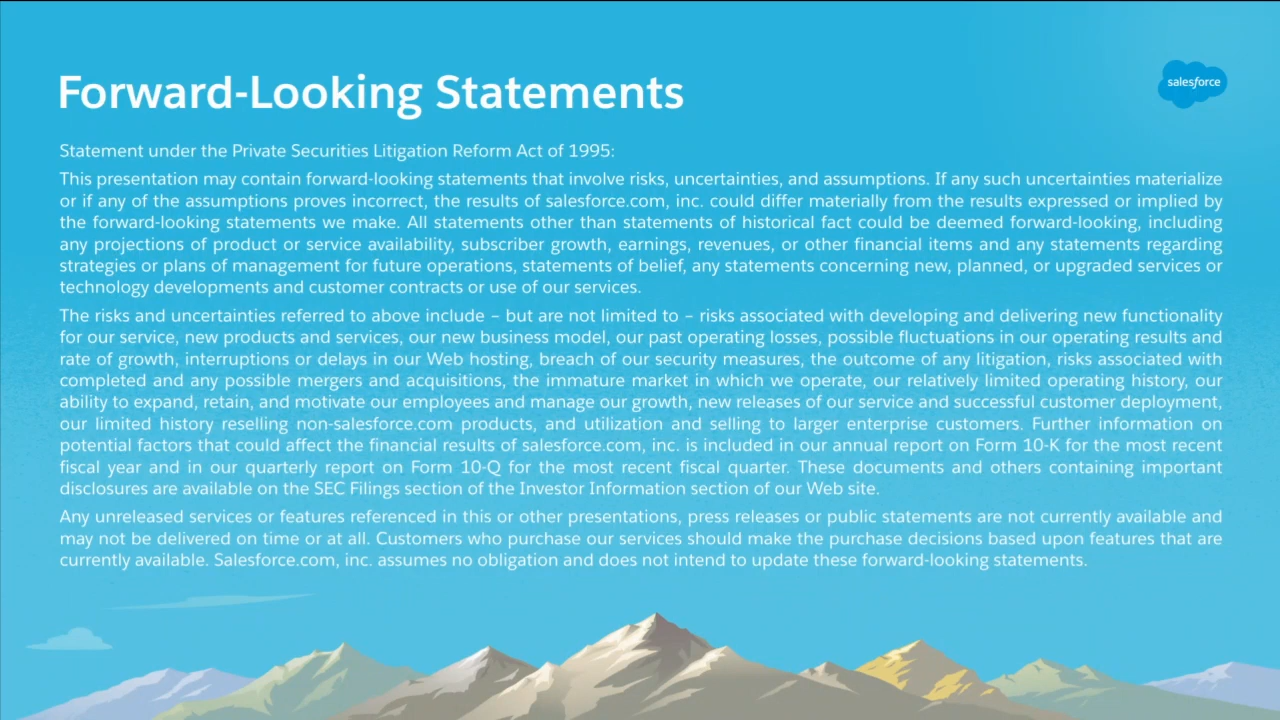 Forward-Looking Statements
salesforce
Statement under the Private Securities Litigation Reform Act of 1995:
This presentation may contain forward-looking statements that involve risks, uncertainties, and assumptions. If any such uncertainties materialize
or if any of the assumptions proves incorrect, the results of salesforce.com, inc. could differ materially from the results expressed or implied by
the forward-looking statements we make. All statements other than statements of historical fact could be deemed forward-looking, including
any projections of product or service availability, subscriber growth, earnings, revenues, or other financial items and any statements regarding
strategies or plans of management for future operations, statements of belief, any statements concerning new, planned, or upgraded services or
technology developments and customer contracts or use of our services.
The risks and uncertainties referred to above include – but are not limited to – risks associated with developing and delivering new functionality
for our service, new products and services, our new business model, our past operating losses, possible fluctuations in our operating results and
rate of growth, interruptions or delays in our Web hosting, breach of our security measures, the outcome of any litigation, risks associated with
completed and any possible mergers and acquisitions, the immature market in which we operate, our relatively limited operating history, our
ability to expand, retain, and motivate our employees and manage our growth, new releases of our service and successful customer deployment,
our limited history reselling non-salesforce.com products, and utilization and selling to larger enterprise customers. Further information on
potential factors that could affect the financial results of salesforce.com, inc. is included in our annual report on Form 10-K for the most recent
fiscal year and in our quarterly report on Form 10-Q for the most recent fiscal quarter. These documents and others containing important
disclosures are available on the SEC Filings section of the Investor Information section of our Web site.
Any unreleased services or features referenced in this or other presentations, press releases or public statements are not currently available and
may not be delivered on time or at all. Customers who purchase our services should make the purchase decisions based upon features that are
currently available. Salesforce.com, inc. assumes no obligation and does not intend to update these forward-looking statements.